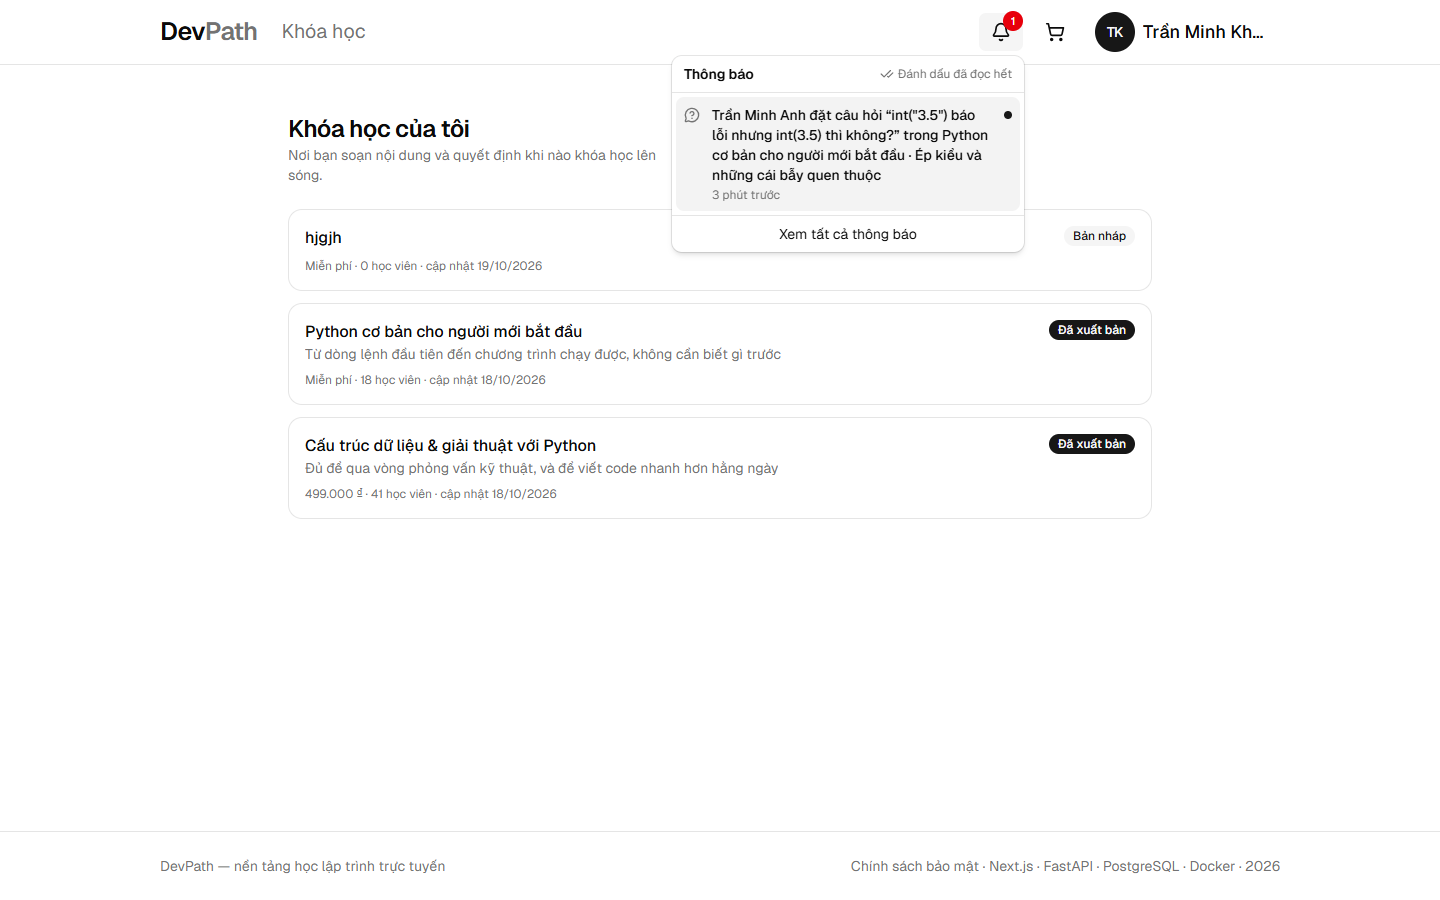 DevPath
Khóa học
1
TK
Trần Minh Kh...
Thông báo
Đánh dấu đã đọc hết
Trần Minh Anh đặt câu hỏi “int("3.5") báo
lỗi nhưng int(3.5) thì không?” trong Python
cơ bản cho người mới bắt đầu · Ép kiểu và
những cái bẫy quen thuộc
3 phút trước
Xem tất cả thông báo
Khóa học của tôi
Nơi bạn soạn nội dung và quyết định khi nào khóa học lên
sóng.
hjgjh
Bản nháp
Miễn phí · 0 học viên · cập nhật 19/10/2026
Python cơ bản cho người mới bắt đầu
Đã xuất bản
Từ dòng lệnh đầu tiên đến chương trình chạy được, không cần biết gì trước
Miễn phí · 18 học viên · cập nhật 18/10/2026
Cấu trúc dữ liệu & giải thuật với Python
Đã xuất bản
Đủ để qua vòng phỏng vấn kỹ thuật, và để viết code nhanh hơn hằng ngày
499.000 ₫ · 41 học viên · cập nhật 18/10/2026
DevPath — nền tảng học lập trình trực tuyến
Chính sách bảo mật · Next.js · FastAPI · PostgreSQL · Docker · 2026